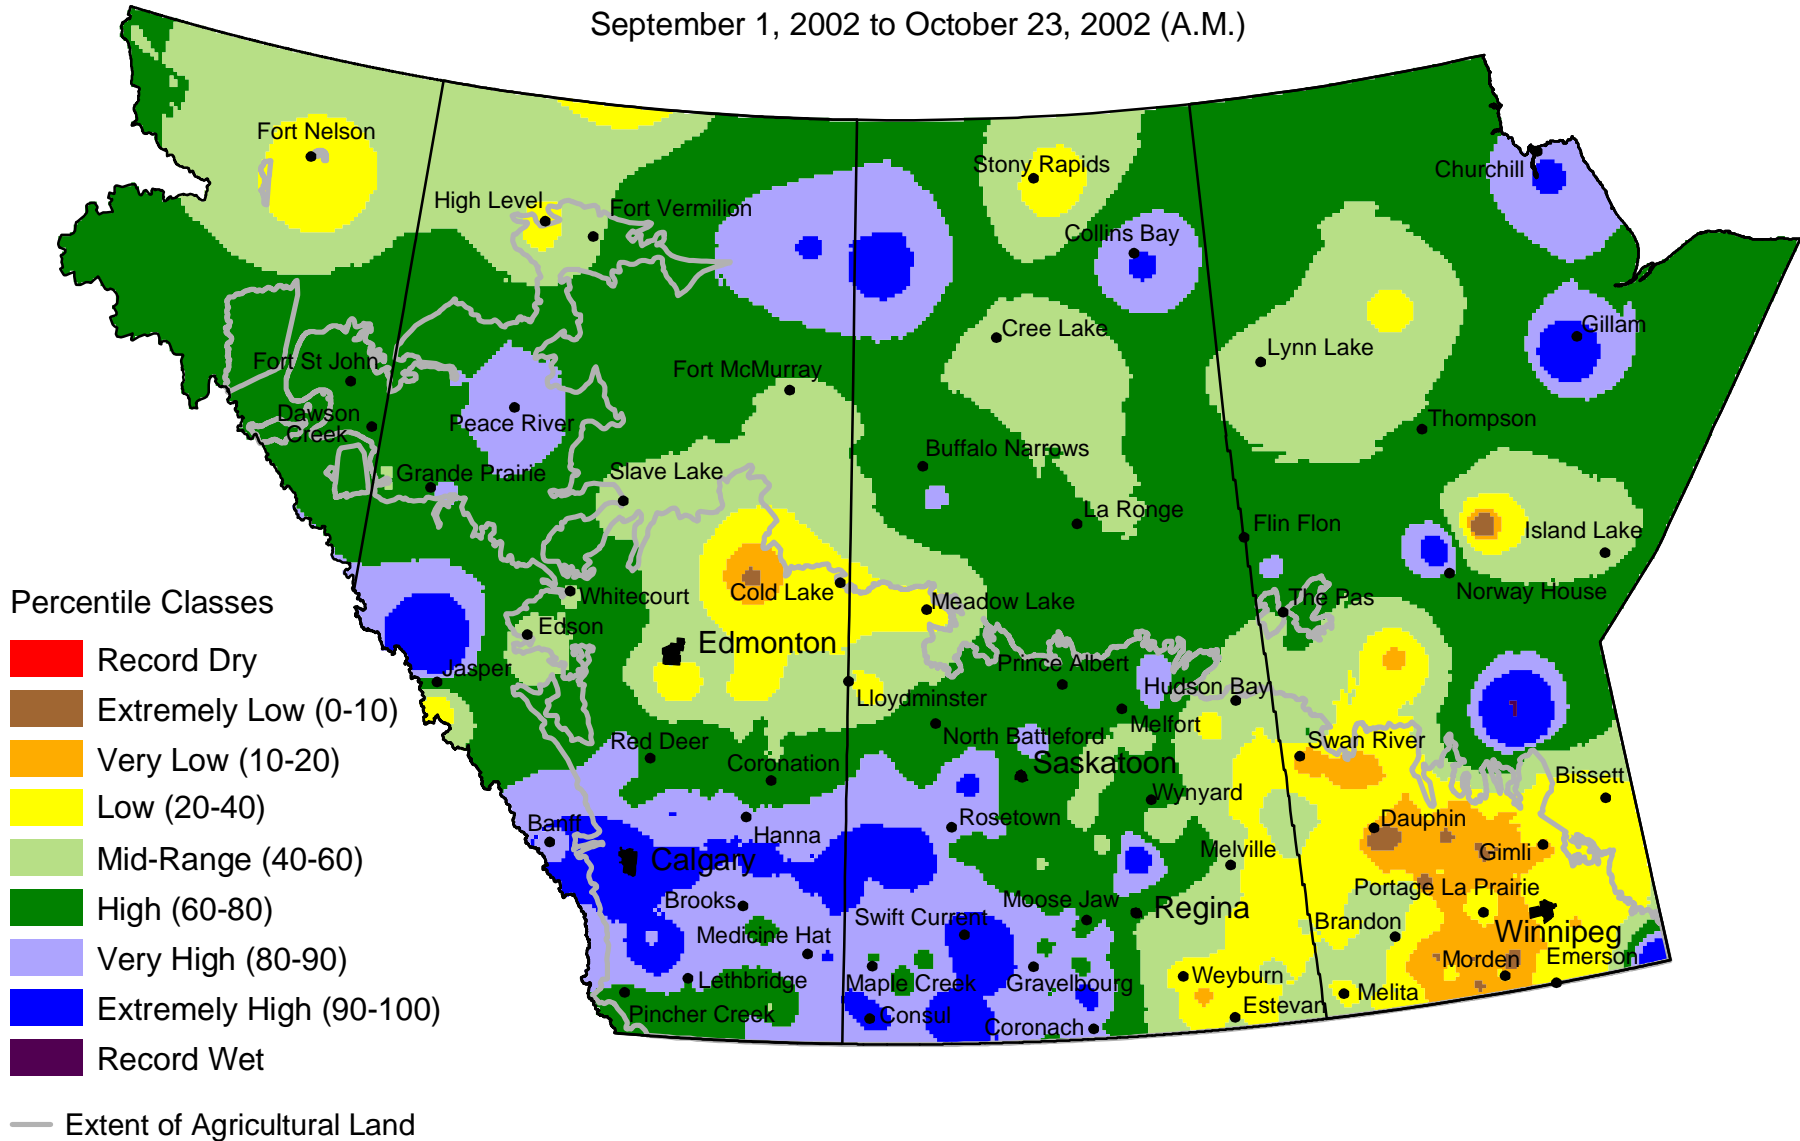 September 1, 2002 to October 23, 2002 (A.M.)
Fort Nelson
Stony Rapids
Churchill
High Level
Fort Vermilion
Collins Bay
Cree Lake
Gillam
Lynn Lake
Fort St John
Fort McMurray
Dawson
Creek
Peace River
Thompson
Buffalo Narrows
Grande Prairie
Slave Lake
La Ronge
Flin Flon
Island Lake
Whitecourt
Cold Lake
Meadow Lake
The Pas
Norway House
Edson
Edmonton
Jasper
Prince Albert
Hudson Bay
Lloydminster
Melfort
North Battleford
Swan River
Red Deer
Coronation
Saskatoon
Bissett
Wynyard
Banff
Hanna
Rosetown
Dauphin
Calgary
Melville
Gimli
Brooks
Swift Current
Moose Jaw
Regina
Portage La Prairie
Brandon
Winnipeg
Medicine Hat
Lethbridge
Maple Creek
Gravelbourg
Weyburn
Morden
Emerson
Pincher Creek
Consul
Coronach
Estevan
Melita
Percentile Classes
Record Dry
Extremely Low (0-10)
Very Low (10-20)
Low (20-40)
Mid-Range (40-60)
High (60-80)
Very High (80-90)
Extremely High (90-100)
Record Wet
Extent of Agricultural Land